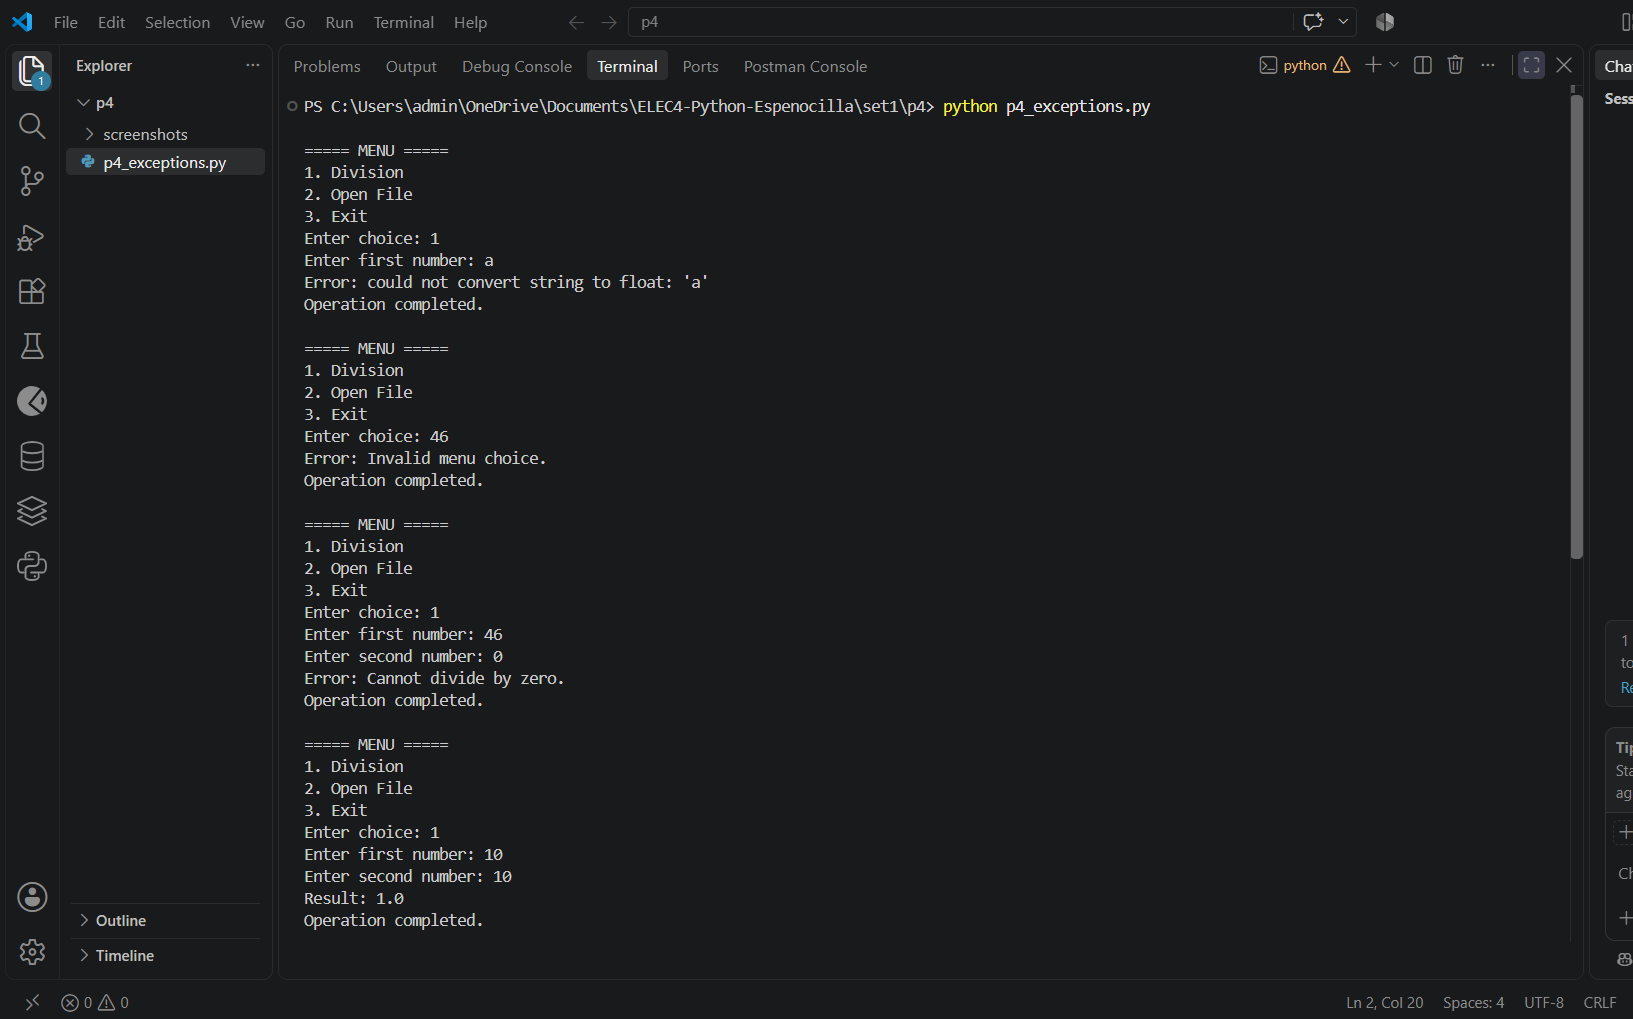 File Edit Selection View Go Run Terminal Help
p4
Explorer
p4
screenshots
p4_exceptions.py
Outline
Timeline
1
Problems Output Debug Console Terminal Ports Postman Console
python
PS C:\Users\admin\OneDrive\Documents\ELEC4-Python-Espenocilla\set1\p4> python p4_exceptions.py
===== MENU =====
1. Division
2. Open File
3. Exit
Enter choice: 1
Enter first number: a
Error: could not convert string to float: 'a'
Operation completed.
===== MENU =====
1. Division
2. Open File
3. Exit
Enter choice: 46
Error: Invalid menu choice.
Operation completed.
===== MENU =====
1. Division
2. Open File
3. Exit
Enter choice: 1
Enter first number: 46
Enter second number: 0
Error: Cannot divide by zero.
Operation completed.
===== MENU =====
1. Division
2. Open File
3. Exit
Enter choice: 1
Enter first number: 10
Enter second number: 10
Result: 1.0
Operation completed.
1
to
0 0
Ln 2, Col 20 Spaces: 4 UTF-8 CRLF